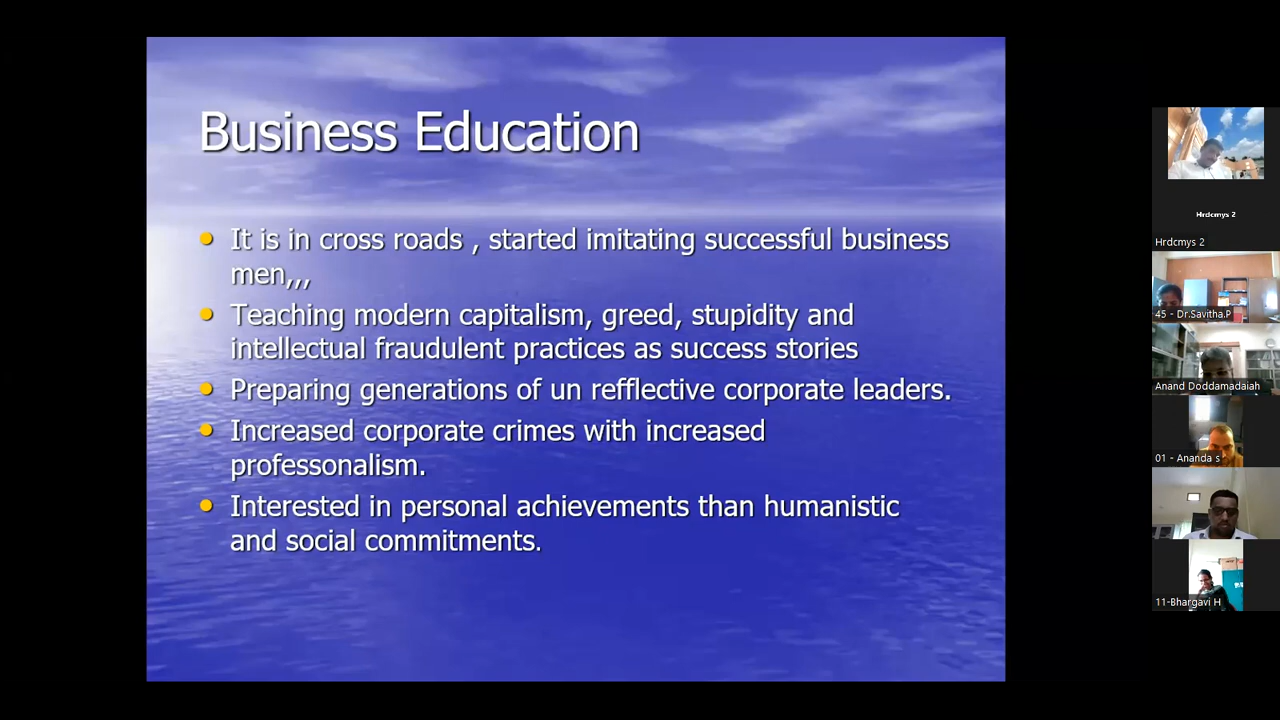 Business Education
It is in cross roads , started imitating successful business
men,,,
Teaching modern capitalism, greed, stupidity and
intellectual fraudulent practices as success stories
Preparing generations of un refflective corporate leaders.
Increased corporate crimes with increased
professonalism.
Interested in personal achievements than humanistic
and social commitments.
Hrdcmys 2
Hrdcmys 2
45 - Dr.Savitha.P
Anand Doddamadaiah
01 - Ananda s
11-Bhargavi H